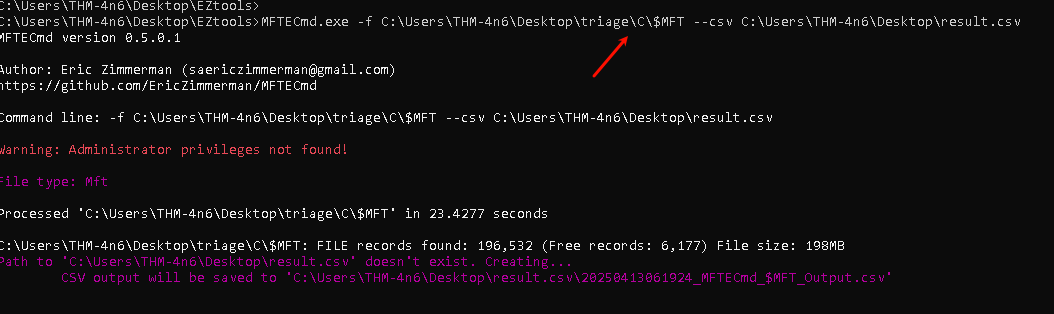 C:\Users\THM-4n6\Desktop\EZtools>
C:\Users\THM-4n6\Desktop\EZtools>MFTECmd.exe -f C:\Users\THM-4n6\Desktop\triage\C\$MFT --csv C:\Users\THM-4n6\Desktop\result.csv
MFTECmd version 0.5.0.1
Author: Eric Zimmerman (saericzimmerman@gmail.com)
https://github.com/EricZimmerman/MFTECmd
Command line: -f C:\Users\THM-4n6\Desktop\triage\C\$MFT --csv C:\Users\THM-4n6\Desktop\result.csv
Warning: Administrator privileges not found!
File type: Mft
Processed 'C:\Users\THM-4n6\Desktop\triage\C\$MFT' in 23.4277 seconds
C:\Users\THM-4n6\Desktop\triage\C\$MFT: FILE records found: 196,532 (Free records: 6,177) File size: 198MB
Path to 'C:\Users\THM-4n6\Desktop\result.csv' doesn't exist. Creating...
CSV output will be saved to 'C:\Users\THM-4n6\Desktop\result.csv\20250413061924_MFTECmd_$MFT_Output.csv'